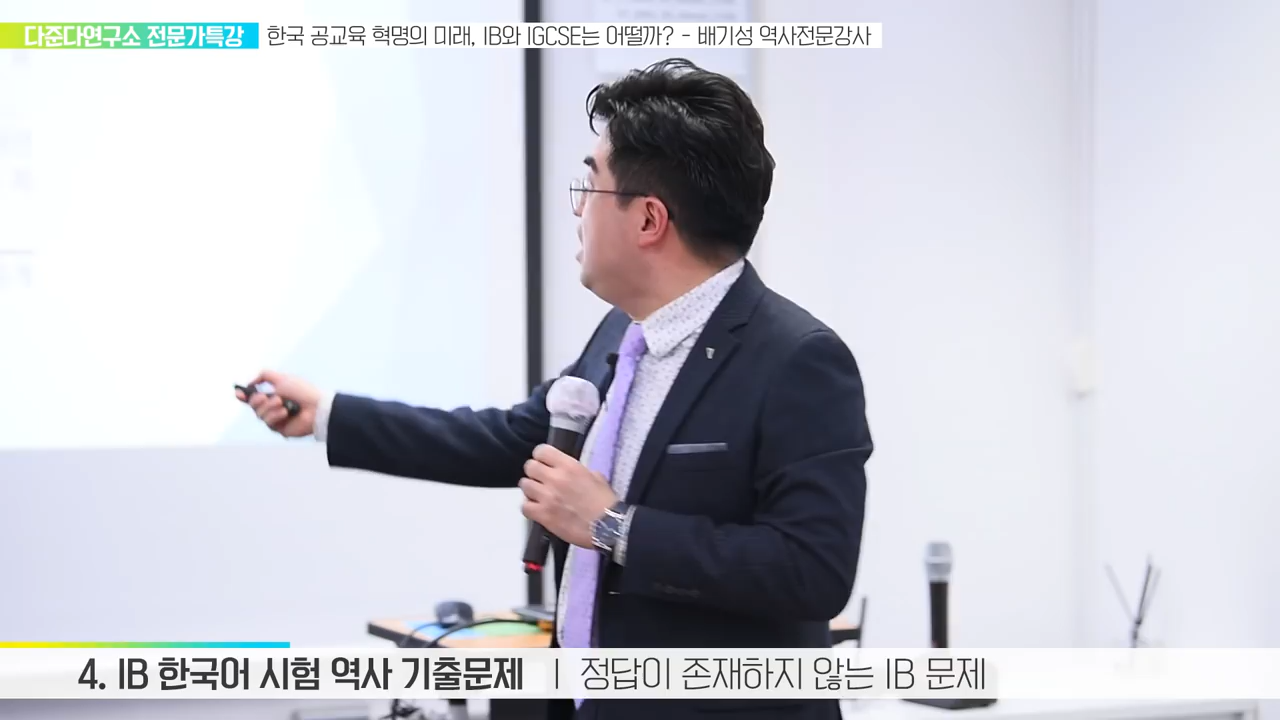 다준다연구소 전문가특강 한국 공교육 혁명의 미래, IB와 IGCSE는 어떨까? - 배기성 역사전문강사
4. IB 한국어 시험 역사 기출문제 | 정답이 존재하지 않는 IB 문제